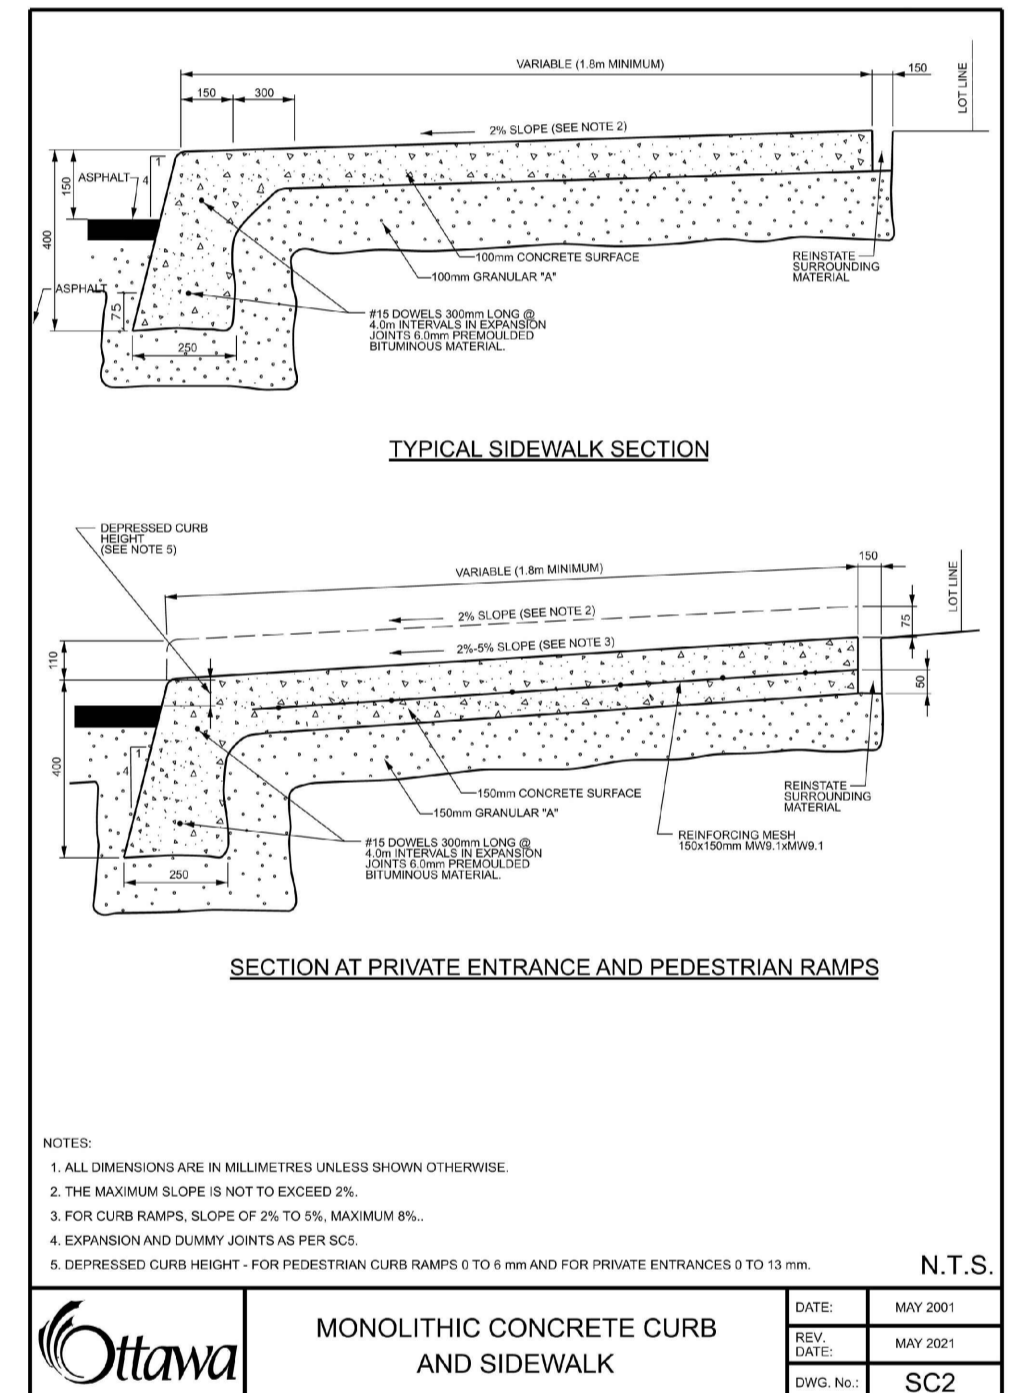 VARIABLE (1.8m MINIMUM)
150
LOT LINE
150
300
2% SLOPE (SEE NOTE 2)
1
ASPHALT
4
150
400
ASPHALT
75
250
100mm CONCRETE SURFACE
100mm GRANULAR "A"
REINSTATE
SURROUNDING
MATERIAL
#15 DOWELS 300mm LONG @
4.0m INTERVALS IN EXPANSION
JOINTS 6.0mm PREMOULDED
BITUMINOUS MATERIAL.
TYPICAL SIDEWALK SECTION
DEPRESSED CURB
HEIGHT
(SEE NOTE 5)
VARIABLE (1.8m MINIMUM)
150
LOT LINE
2% SLOPE (SEE NOTE 2)
75
2%-5% SLOPE (SEE NOTE 3)
110
50
1
4
400
150mm CONCRETE SURFACE
150mm GRANULAR "A"
REINSTATE
SURROUNDING
MATERIAL
REINFORCING MESH
150x150mm MW9.1xMW9.1
#15 DOWELS 300mm LONG @
4.0m INTERVALS IN EXPANSION
JOINTS 6.0mm PREMOULDED
BITUMINOUS MATERIAL.
250
SECTION AT PRIVATE ENTRANCE AND PEDESTRIAN RAMPS
NOTES:
1. ALL DIMENSIONS ARE IN MILLIMETRES UNLESS SHOWN OTHERWISE.
2. THE MAXIMUM SLOPE IS NOT TO EXCEED 2%.
3. FOR CURB RAMPS, SLOPE OF 2% TO 5%, MAXIMUM 8%..
4. EXPANSION AND DUMMY JOINTS AS PER SC5.
5. DEPRESSED CURB HEIGHT - FOR PEDESTRIAN CURB RAMPS 0 TO 6 mm AND FOR PRIVATE ENTRANCES 0 TO 13 mm.
N.T.S.
Ottawa
MONOLITHIC CONCRETE CURB
AND SIDEWALK
DATE:
MAY 2001
REV.
DATE:
MAY 2021
DWG. No.:
SC2